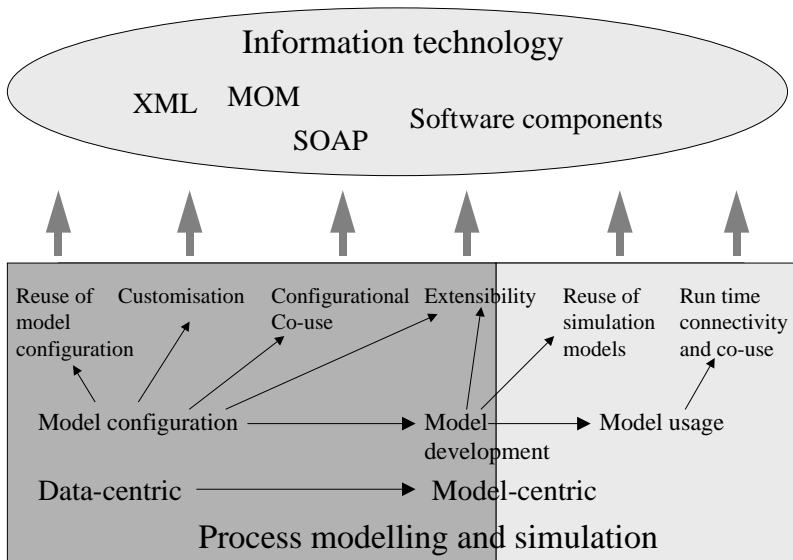 Information technology
XML
MOM
SOAP
Software components
Reuse of
model
configuration
Customisation
Configurational
Co-use
Extensibility
Reuse of
simulation
models
Run time
connectivity
and co-use
Model configuration
Model
development
Model usage
Data-centric
Model-centric
Process modelling and simulation